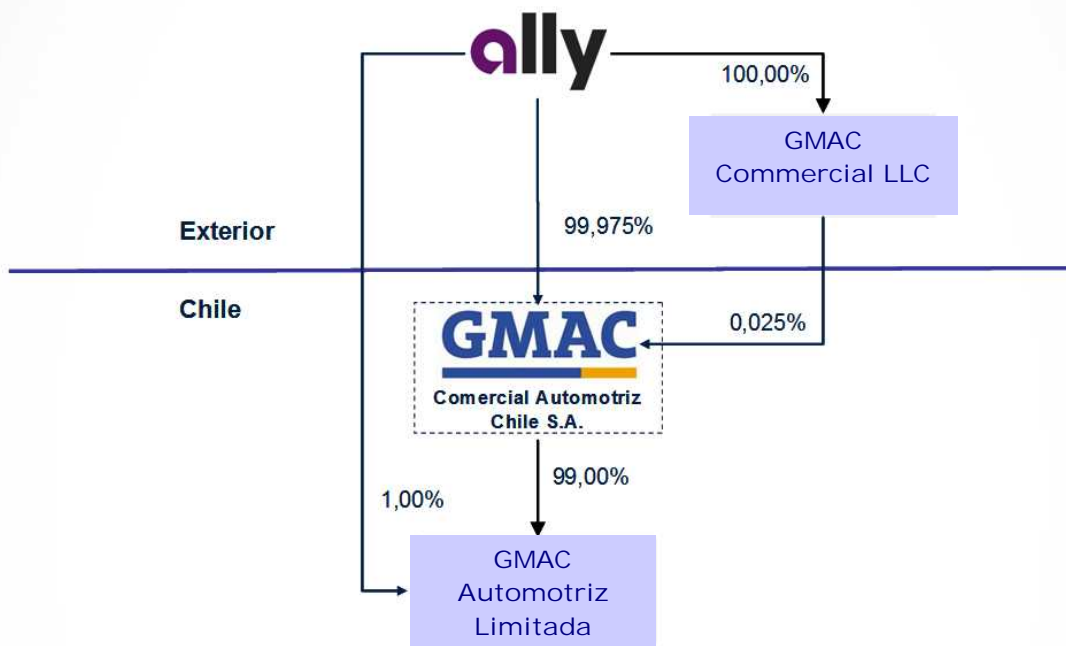 ally
100,00%
GMAC
Commercial LLC
Exterior
99,975%
Chile
0,025%
GMAC
Comercial Automotriz
Chile S.A.
99,00%
1,00%
GMAC
Automotriz
Limitada